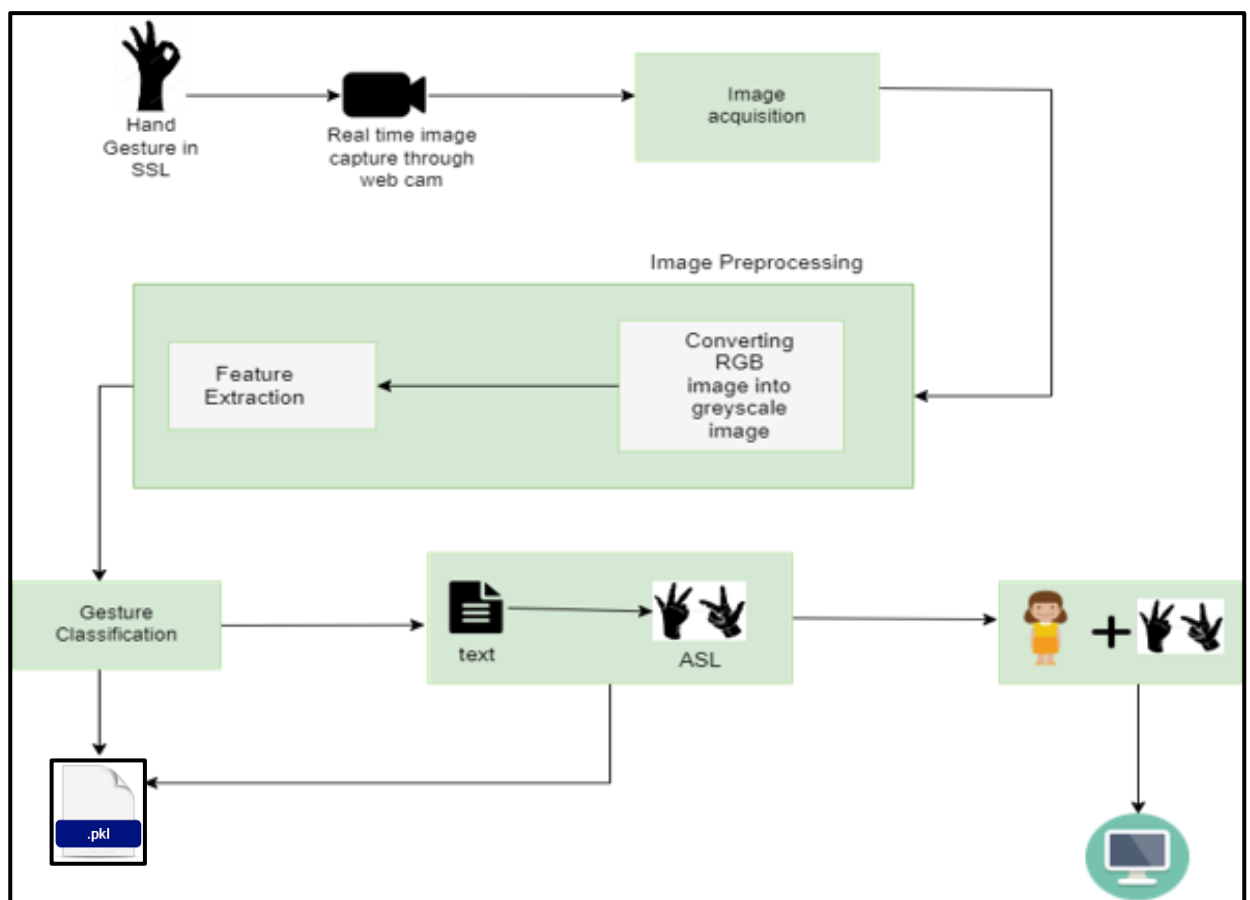 Hand
Gesture in
SSL
Real time image
capture through
web cam
Image
acquisition
Image Preprocessing
Feature
Extraction
Converting
RGB
image into
greyscale
image
Gesture
Classification
text
ASL
.pkl